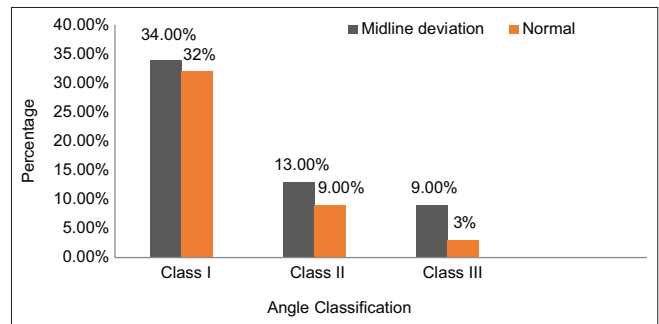 40.00%
35.00%
30.00%
25.00%
20.00%
15.00%
10.00%
5.00%
0.00%
Percentage
Midline deviation
Normal
34.00%
32%
13.00%
9.00%
9.00%
3%
Class I
Class II
Class III
Angle Classification